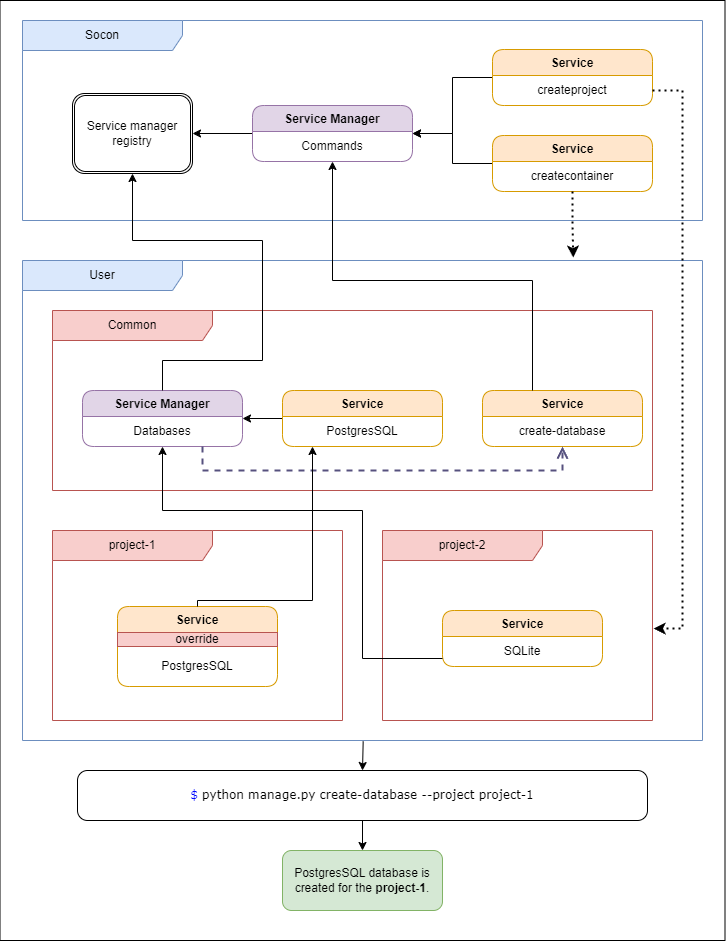 Socon
Service
createproject
Service manager
registry
Service Manager
Commands
Service
createcontainer
User
Common
Service Manager
Databases
Service
PostgresSQL
Service
create-database
project-1
project-2
Service
override
PostgresSQL
Service
SQLite
$ python manage.py create-database --project project-1
PostgresSQL database is
created for the project-1.